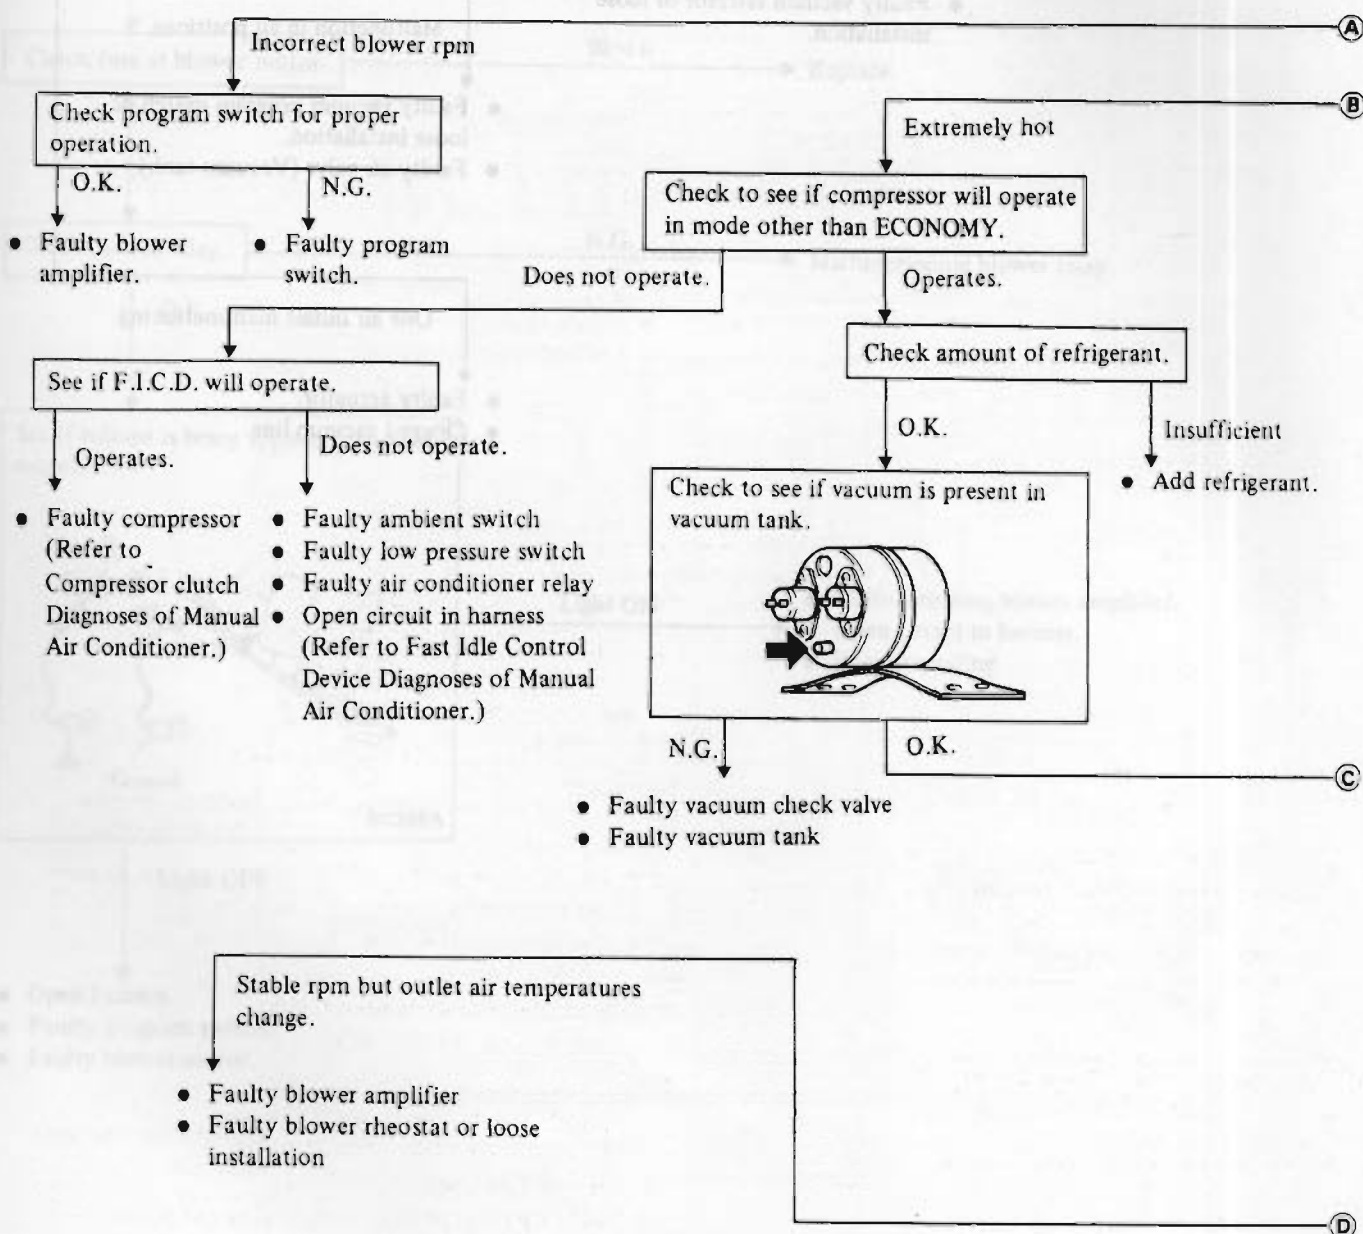 A
Incorrect blower rpm
Check program switch for proper
operation.
O.K.
N.G.
● Faulty blower
amplifier.
● Faulty program
switch.
B
Extremely hot
Check to see if compressor will operate
in mode other than ECONOMY.
Does not operate.
Operates.
See if F.I.C.D. will operate.
Operates.
Does not operate.
● Faulty compressor
(Refer to
Compressor clutch
Diagnoses of Manual
Air Conditioner.)
● Faulty ambient switch
● Faulty low pressure switch
● Faulty air conditioner relay
● Open circuit in harness
(Refer to Fast Idle Control
Device Diagnoses of Manual
Air Conditioner.)
Check amount of refrigerant.
O.K.
Insufficient
● Add refrigerant.
Check to see if vacuum is present in
vacuum tank.
N.G.
O.K.
C
● Faulty vacuum check valve
● Faulty vacuum tank
Stable rpm but outlet air temperatures
change.
● Faulty blower amplifier
● Faulty blower rheostat or loose
installation
D